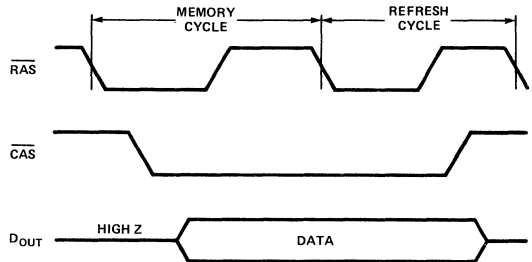 MEMORY
CYCLE
REFRESH
CYCLE
RAS
CAS
DOUT
HIGH Z
DATA